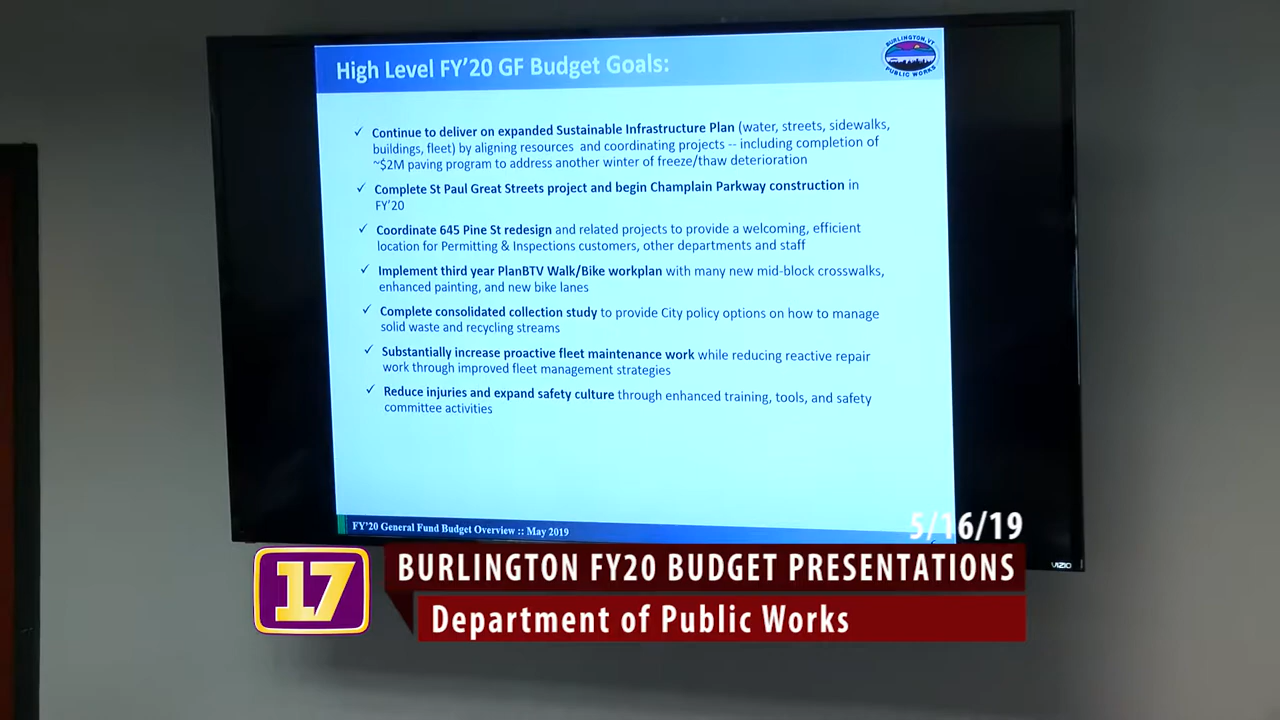 High Level FY'20 GF Budget Goals:
BURLINGTON, VT
PUBLIC WORKS
✓ Continue to deliver on expanded Sustainable Infrastructure Plan (water, streets, sidewalks,
buildings, fleet) by aligning resources and coordinating projects -- including completion of
~$2M paving program to address another winter of freeze/thaw deterioration
✓ Complete St Paul Great Streets project and begin Champlain Parkway construction in
FY'20
✓ Coordinate 645 Pine St redesign and related projects to provide a welcoming, efficient
location for Permitting & Inspections customers, other departments and staff
✓ Implement third year PlanBTV Walk/Bike workplan with many new mid-block crosswalks,
enhanced painting, and new bike lanes
✓ Complete consolidated collection study to provide City policy options on how to manage
solid waste and recycling streams
✓ Substantially increase proactive fleet maintenance work while reducing reactive repair
work through improved fleet management strategies
✓ Reduce injuries and expand safety culture through enhanced training, tools, and safety
committee activities
FY'20 General Fund Budget Overview :: May 2019
VIZIO
5/16/19
17
BURLINGTON FY20 BUDGET PRESENTATIONS
Department of Public Works